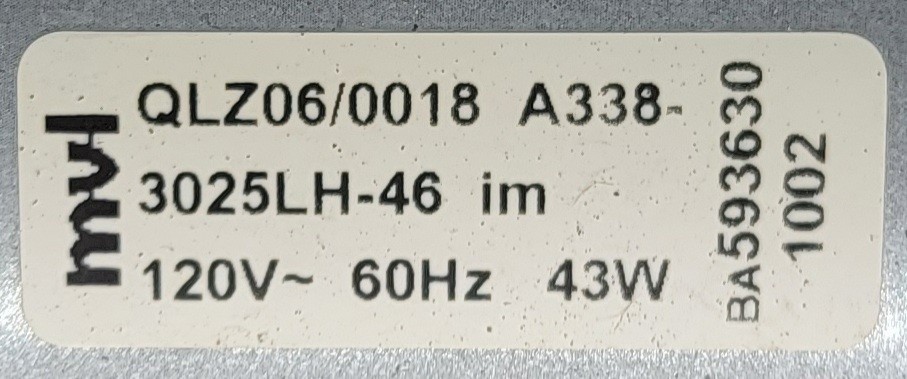 mvl
QLZ06/0018 A338-
3025LH-46 im
120V~ 60Hz 43W
BA593630
1002